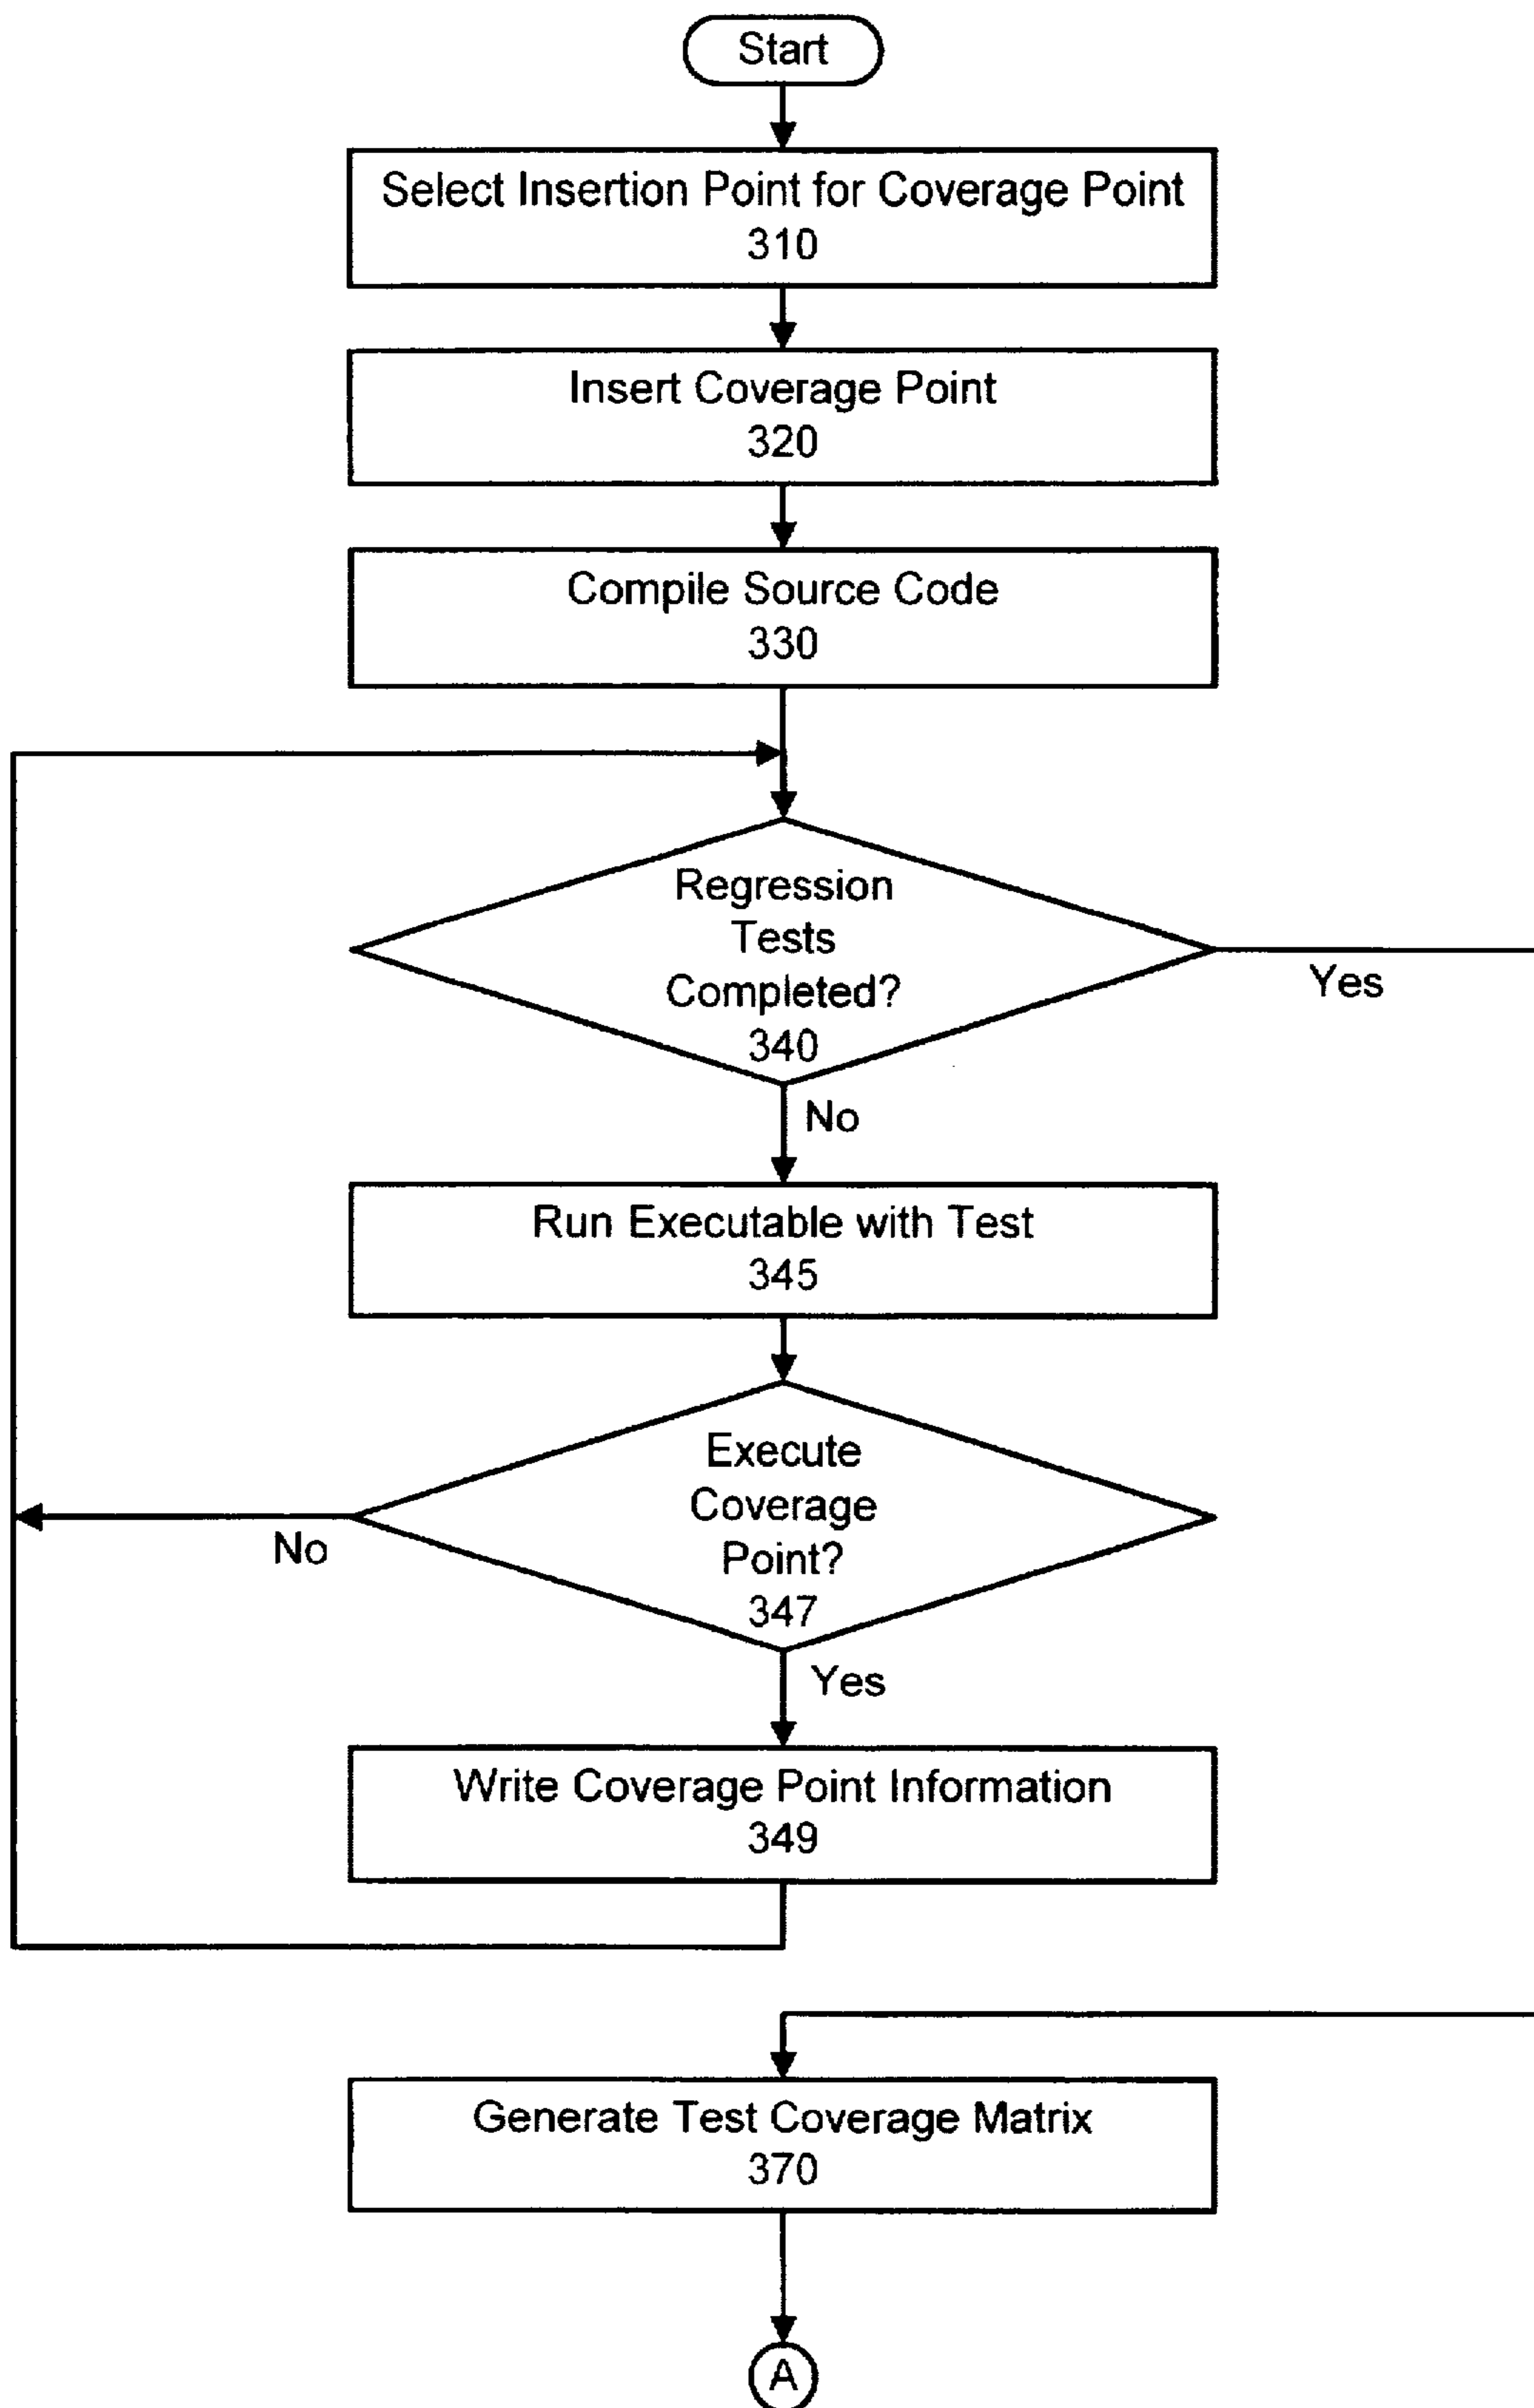 Start
Select Insertion Point for Coverage Point
310
Insert Coverage Point
320
Compile Source Code
330
Regression
Tests
Completed?
340
Yes
No
Run Executable with Test
345
Execute
Coverage
Point?
347
No
Yes
Write Coverage Point Information
349
Generate Test Coverage Matrix
370
A